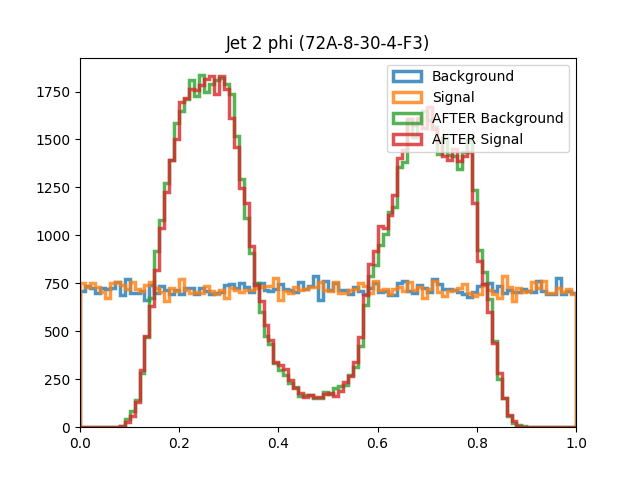 Jet 2 phi (72A-8-30-4-F3)
Background
Signal
AFTER Background
AFTER Signal
1750
1500
1250
1000
750
500
250
0
0.0 0.2 0.4 0.6 0.8 1.0